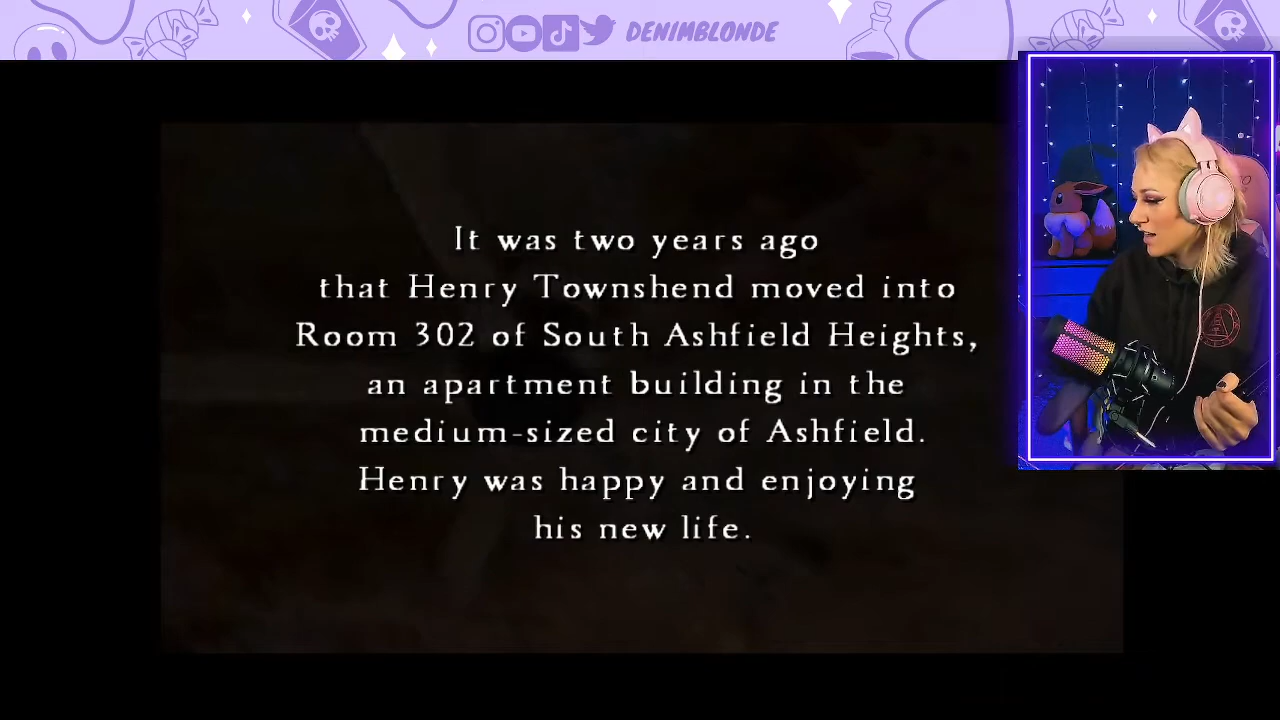 DENIMBLONDE
It was two years ago
that Henry Townshend moved into
Room 302 of South Ashfield Heights,
an apartment building in the
medium-sized city of Ashfield.
Henry was happy and enjoying
his new life.